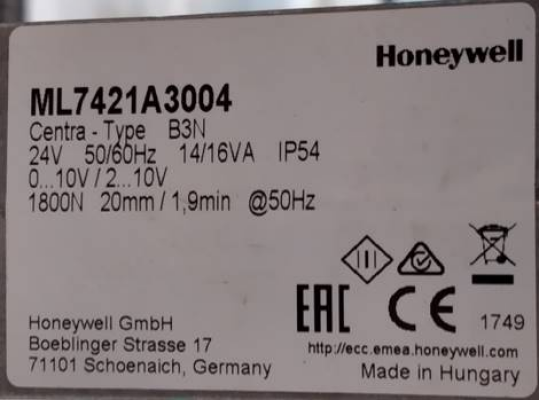 Honeywell
ML7421A3004
Centra - Type B3N
24V 50/60Hz 14/16VA IP54
0...10V / 2...10V
1800N 20mm / 1,9min @50Hz
EAC CE 1749
Honeywell GmbH
Boeblinger Strasse 17
71101 Schoenaich, Germany
http://ecc.emea.honeywell.com
Made in Hungary